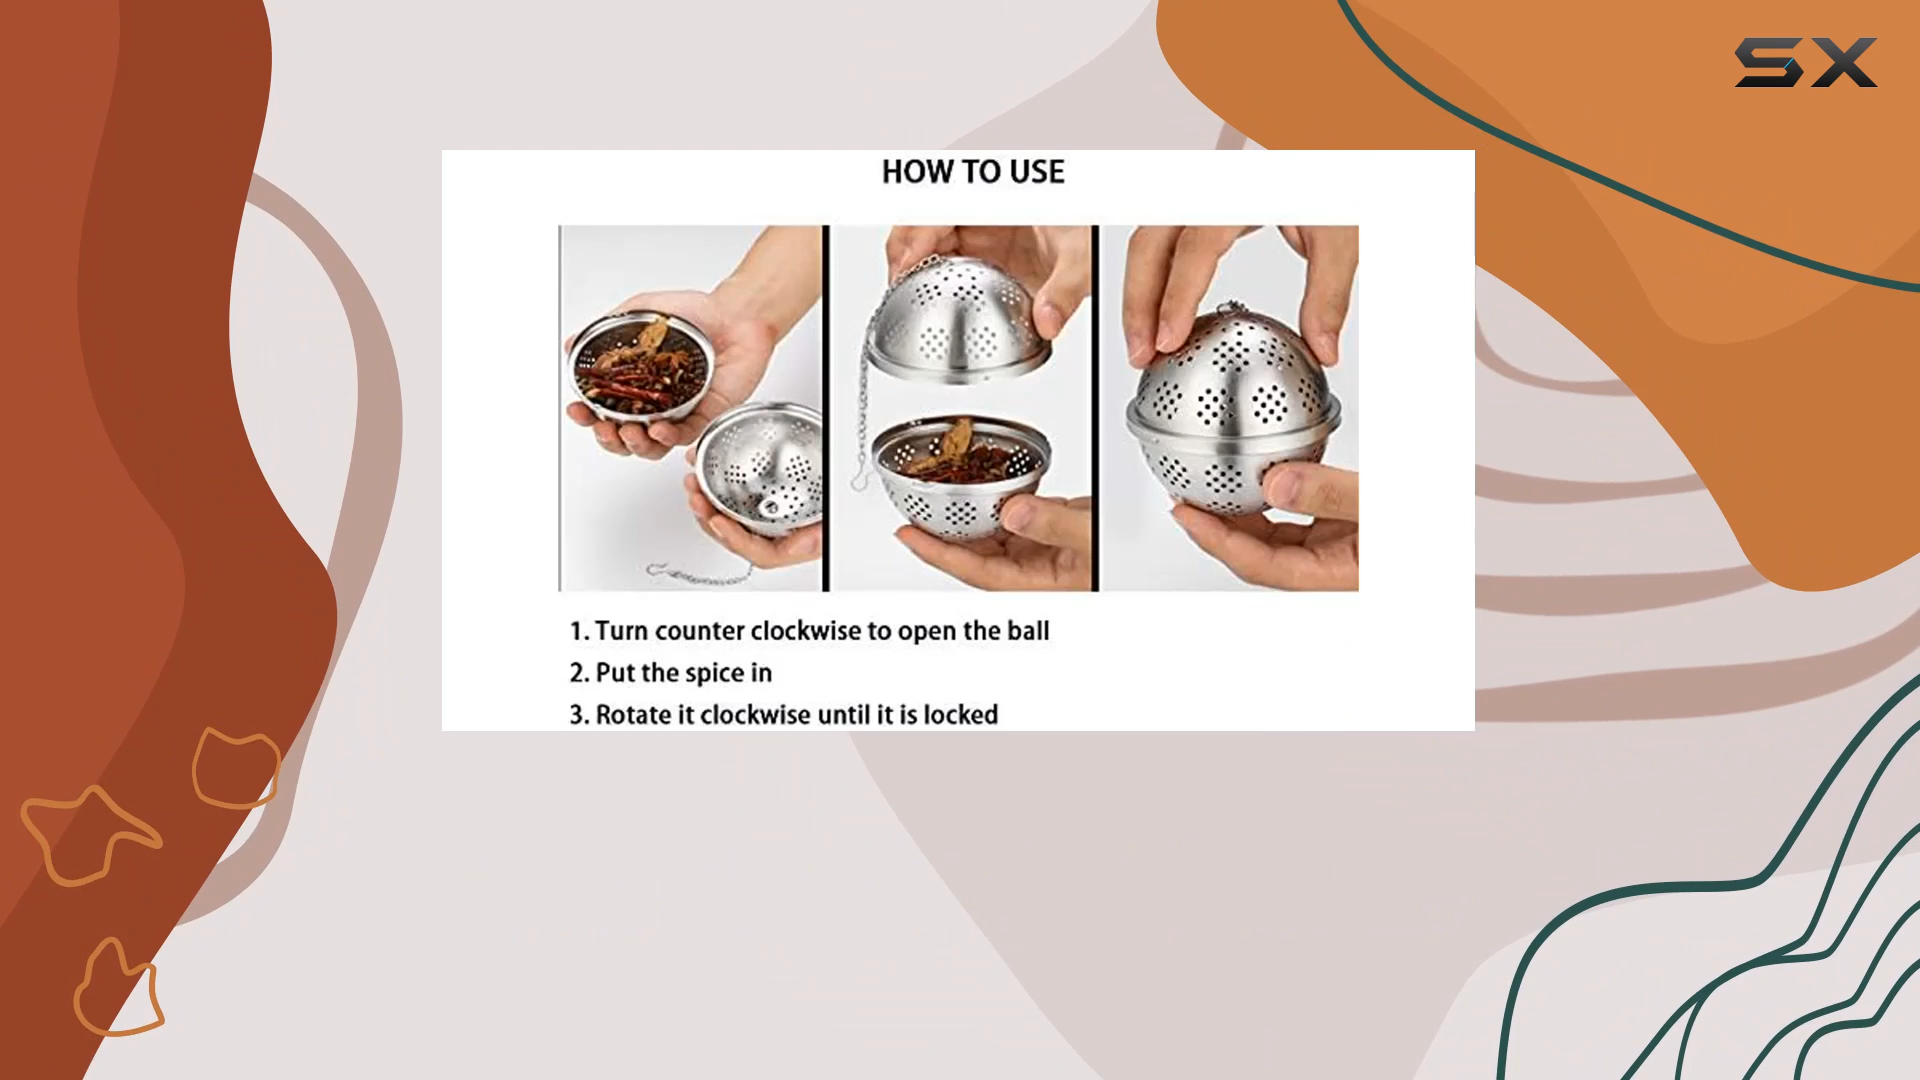 SX
HOW TO USE
1. Turn counter clockwise to open the ball
2. Put the spice in
3. Rotate it clockwise until it is locked